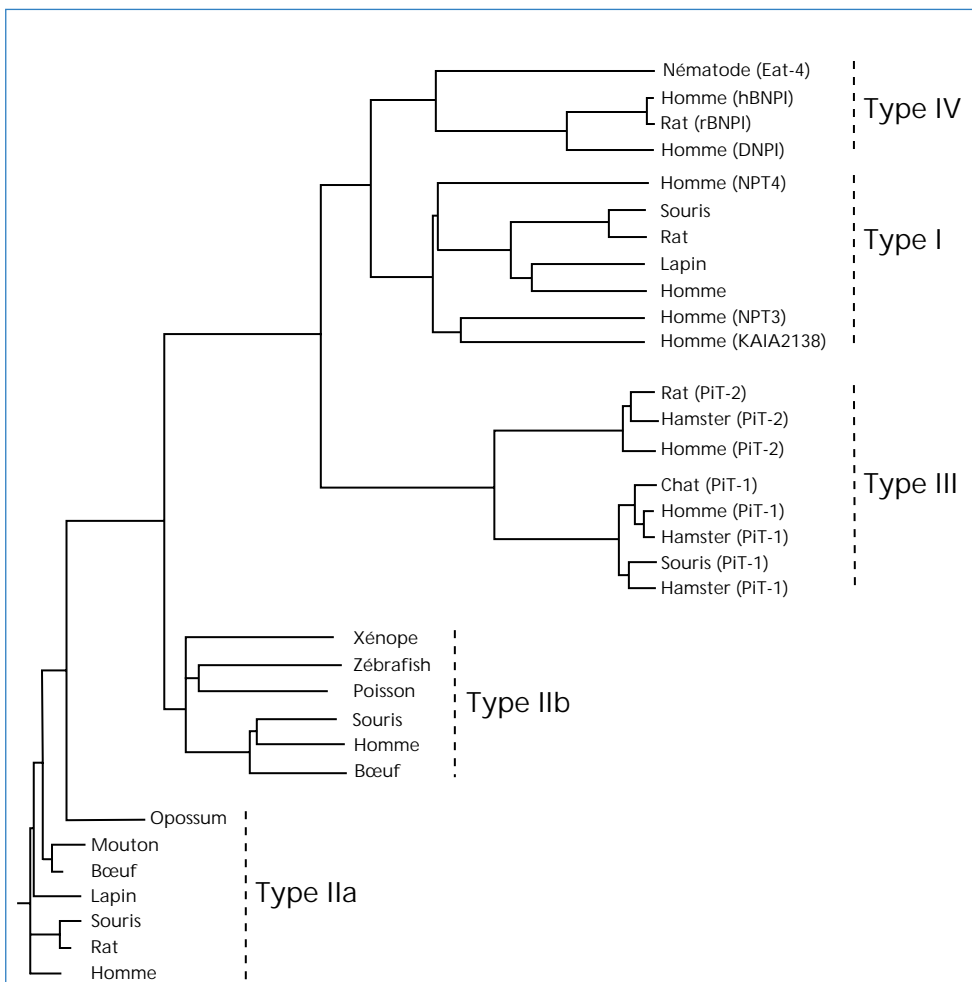 Nématode (Eat-4)
Homme (hBNPI)
Rat (rBNPI)
Homme (DNPI)
Type IV
Homme (NPT4)
Souris
Rat
Lapin
Homme
Homme (NPT3)
Homme (KAIA2138)
Type I
Rat (PiT-2)
Hamster (PiT-2)
Homme (PiT-2)
Chat (PiT-1)
Homme (PiT-1)
Hamster (PiT-1)
Souris (PiT-1)
Hamster (PiT-1)
Type III
Xénope
Zébrafish
Poisson
Souris
Homme
Bœuf
Type IIb
Opossum
Mouton
Bœuf
Lapin
Souris
Rat
Homme
Type IIa